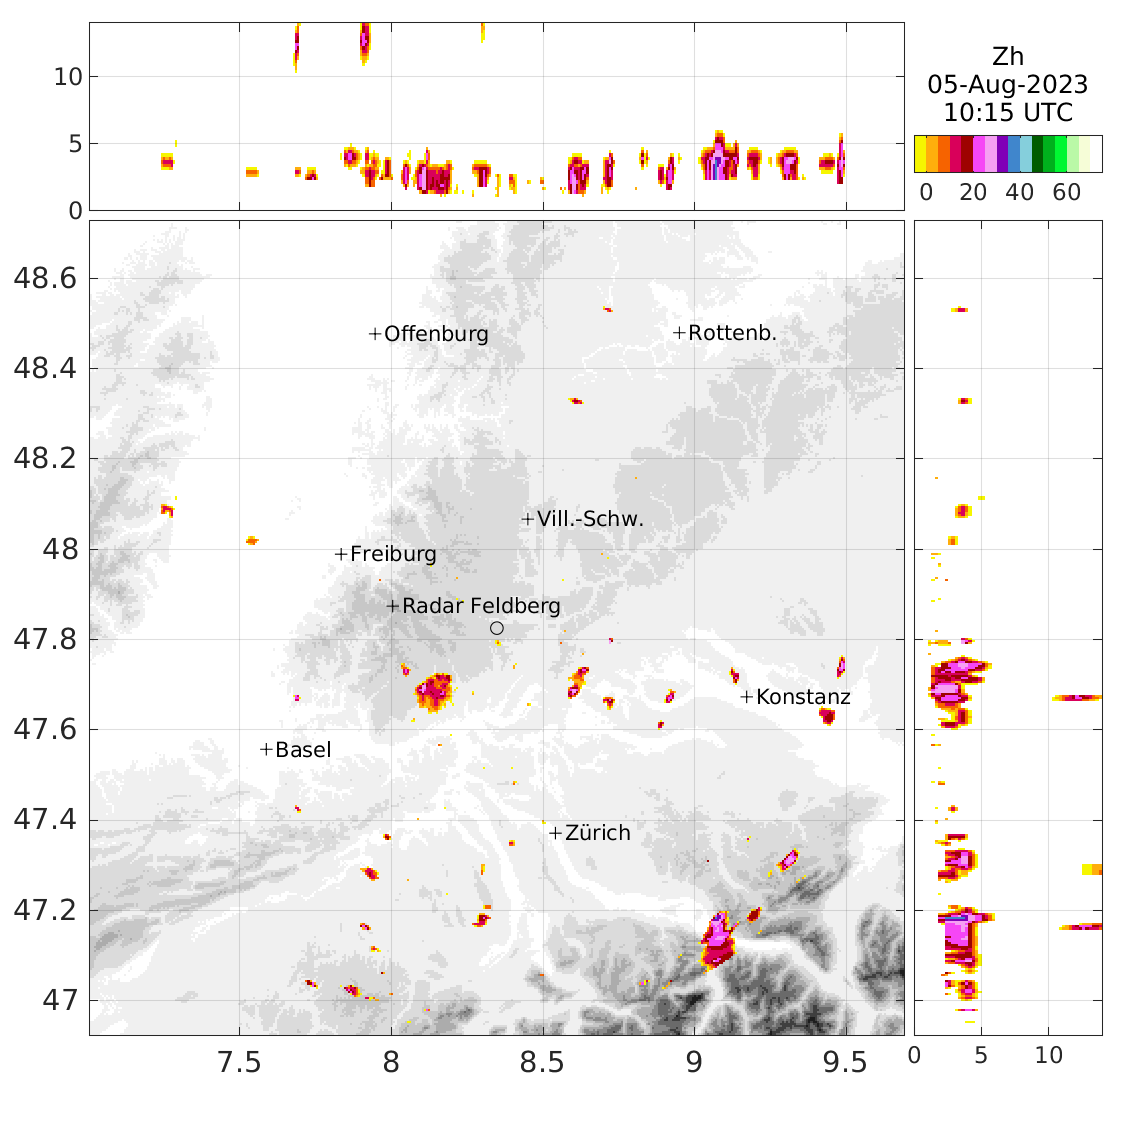 10
5
0
Zh
05-Aug-2023
10:15 UTC
0 20 40 60
48.6
48.4
48.2
48
47.8
47.6
47.4
47.2
47
Offenburg
Rottenb.
Vill.-Schw.
Freiburg
Radar Feldberg
Konstanz
Basel
Zürich
7.5 8 8.5 9 9.5
0 5 10